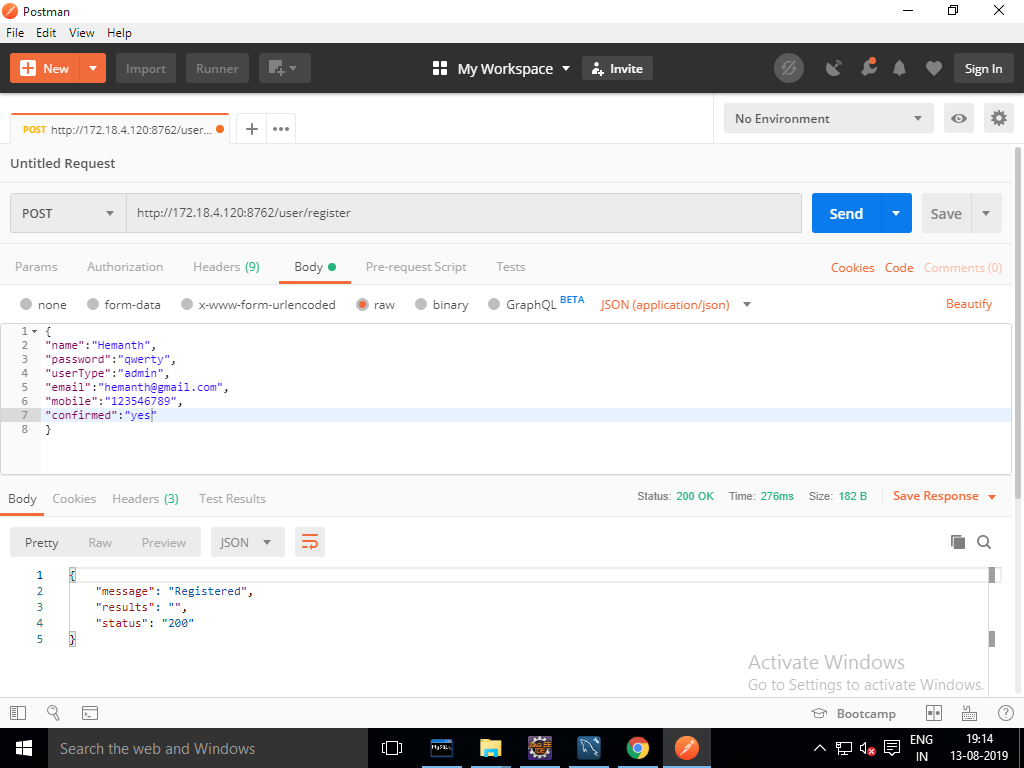 Postman
File Edit View Help
New Import Runner My Workspace Invite Sign In
POST http://172.18.4.120:8762/user... No Environment
Untitled Request
POST http://172.18.4.120:8762/user/register Send Save
Params Authorization Headers (9) Body Pre-request Script Tests Cookies Code Comments (0)
none form-data x-www-form-urlencoded raw binary GraphQL BETA JSON (application/json) Beautify
1 {
2 "name":"Hemanth",
3 "password":"qwerty",
4 "userType":"admin",
5 "email":"hemanth@gmail.com",
6 "mobile":"123546789",
7 "confirmed":"yes"
8 }
Body Cookies Headers (3) Test Results Status: 200 OK Time: 276ms Size: 182 B Save Response
Pretty Raw Preview JSON
1 {
2 "message": "Registered",
3 "results": "",
4 "status": "200"
5 }
Activate Windows
Go to Settings to activate Windows.
Bootcamp
Search the web and Windows
ENG
IN
19:14
13-08-2019